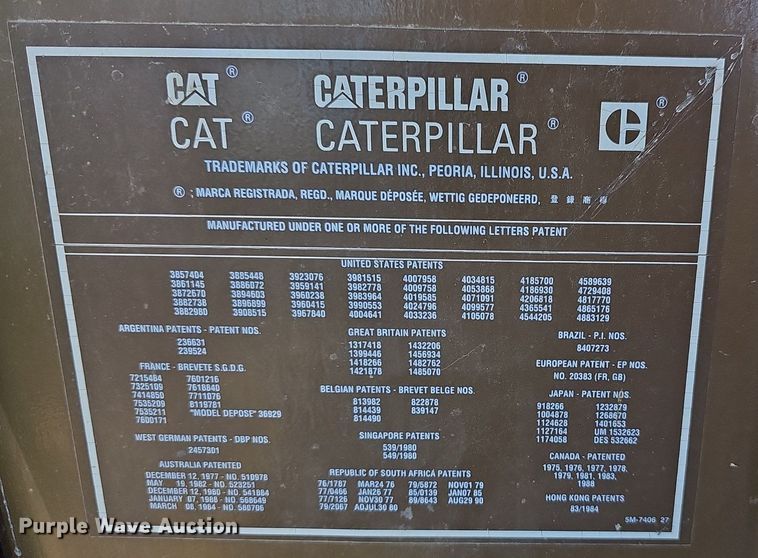 CAT ® CATERPILLAR ®
CAT ® CATERPILLAR ® C ®
TRADEMARKS OF CATERPILLAR INC., PEORIA, ILLINOIS, U.S.A.
® ; MARCA REGISTRADA, REGD., MARQUE DÉPOSÉE, WETTIG GEDEPONEERD, 登 錄 商 標
MANUFACTURED UNDER ONE OR MORE OF THE FOLLOWING LETTERS PATENT
UNITED STATES PATENTS
3857404 3885448 3923076 3981515 4007958 4034815 4185700 4589639
3861145 3886072 3959141 3982778 4009758 4053868 4186930 4729408
3872670 3894603 3960238 3983964 4019585 4071091 4206818 4817770
3882738 3896899 3960415 3990553 4024796 4099577 4365541 4865176
3882980 3908515 3967840 4004641 4033236 4105078 4544205 4883129
ARGENTINA PATENTS - PATENT NOS.
236631
239524
FRANCE - BREVETE S.G.D.G.
7215484 7601216
7325109 7618840
7414850 7711076
7535209 8119781
7535211 "MODEL DEPOSE" 36929
7600171
WEST GERMAN PATENTS - DBP NOS.
2457301
AUSTRALIA PATENTED
DECEMBER 12, 1977 - NO. 510978
MAY 19, 1982 - NO. 523251
DECEMBER 12, 1980 - NO. 541884
JANUARY 07, 1988 - NO. 568649
MARCH 08, 1984 - NO. 580706
GREAT BRITAIN PATENTS
1317418 1432206
1399446 1456934
1418266 1482762
1421878 1485070
BELGIAN PATENTS - BREVET BELGE NOS.
813982 822878
814439 839147
814490
SINGAPORE PATENTS
539/1980
549/1980
REPUBLIC OF SOUTH AFRICA PATENTS
76/1787 MAR24 76 79/5872 NOV01 79
77/0466 JAN26 77 85/0139 JAN07 85
77/7126 NOV30 77 89/8643 AUG29 90
79/2067 ADJUL30 80
BRAZIL - P.I. NOS.
8407273
EUROPEAN PATENT - EP NOS.
NO. 20383 (FR, GB)
JAPAN - PATENT NOS.
918266 1232879
1004878 1268670
1124628 1401653
1127164 UM 1532623
1174058 DES 532662
CANADA - PATENTED
1975, 1976, 1977, 1978,
1979, 1981, 1983,
1988
HONG KONG PATENTS
83/1984
5M-7406 27
Purple Wave Auction